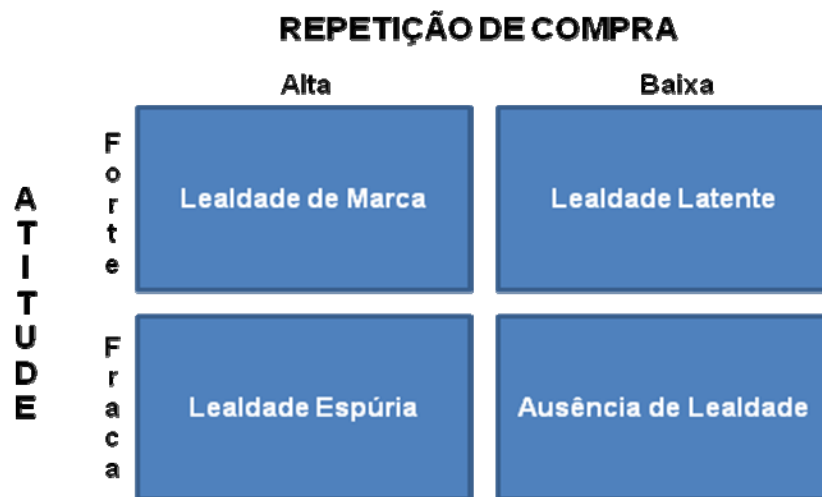 REPETIÇÃO DE COMPRA
Alta Baixa
ATITUDE
Forte
Lealdade de Marca Lealdade Latente
Fraca
Lealdade Espúria Ausência de Lealdade